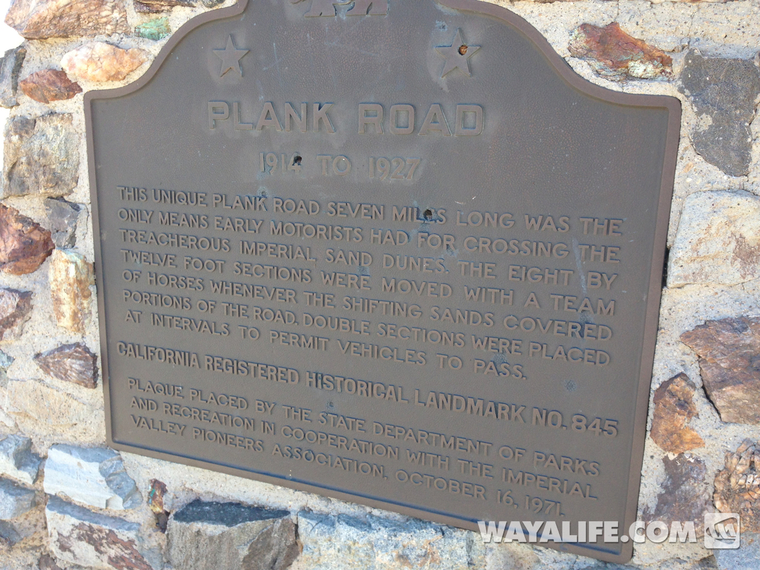 PLANK ROAD
1914 TO 1927
THIS UNIQUE PLANK ROAD SEVEN MILES LONG WAS THE
ONLY MEANS EARLY MOTORISTS HAD FOR CROSSING THE
TREACHEROUS IMPERIAL SAND DUNES. THE EIGHT BY
TWELVE FOOT SECTIONS WERE MOVED WITH A TEAM
OF HORSES WHENEVER THE SHIFTING SANDS COVERED
PORTIONS OF THE ROAD. DOUBLE SECTIONS WERE PLACED
AT INTERVALS TO PERMIT VEHICLES TO PASS.
CALIFORNIA REGISTERED HISTORICAL LANDMARK NO. 845
PLAQUE PLACED BY THE STATE DEPARTMENT OF PARKS
AND RECREATION IN COOPERATION WITH THE IMPERIAL
VALLEY PIONEERS ASSOCIATION. OCTOBER 16, 1971.
WAYALIFE.COM